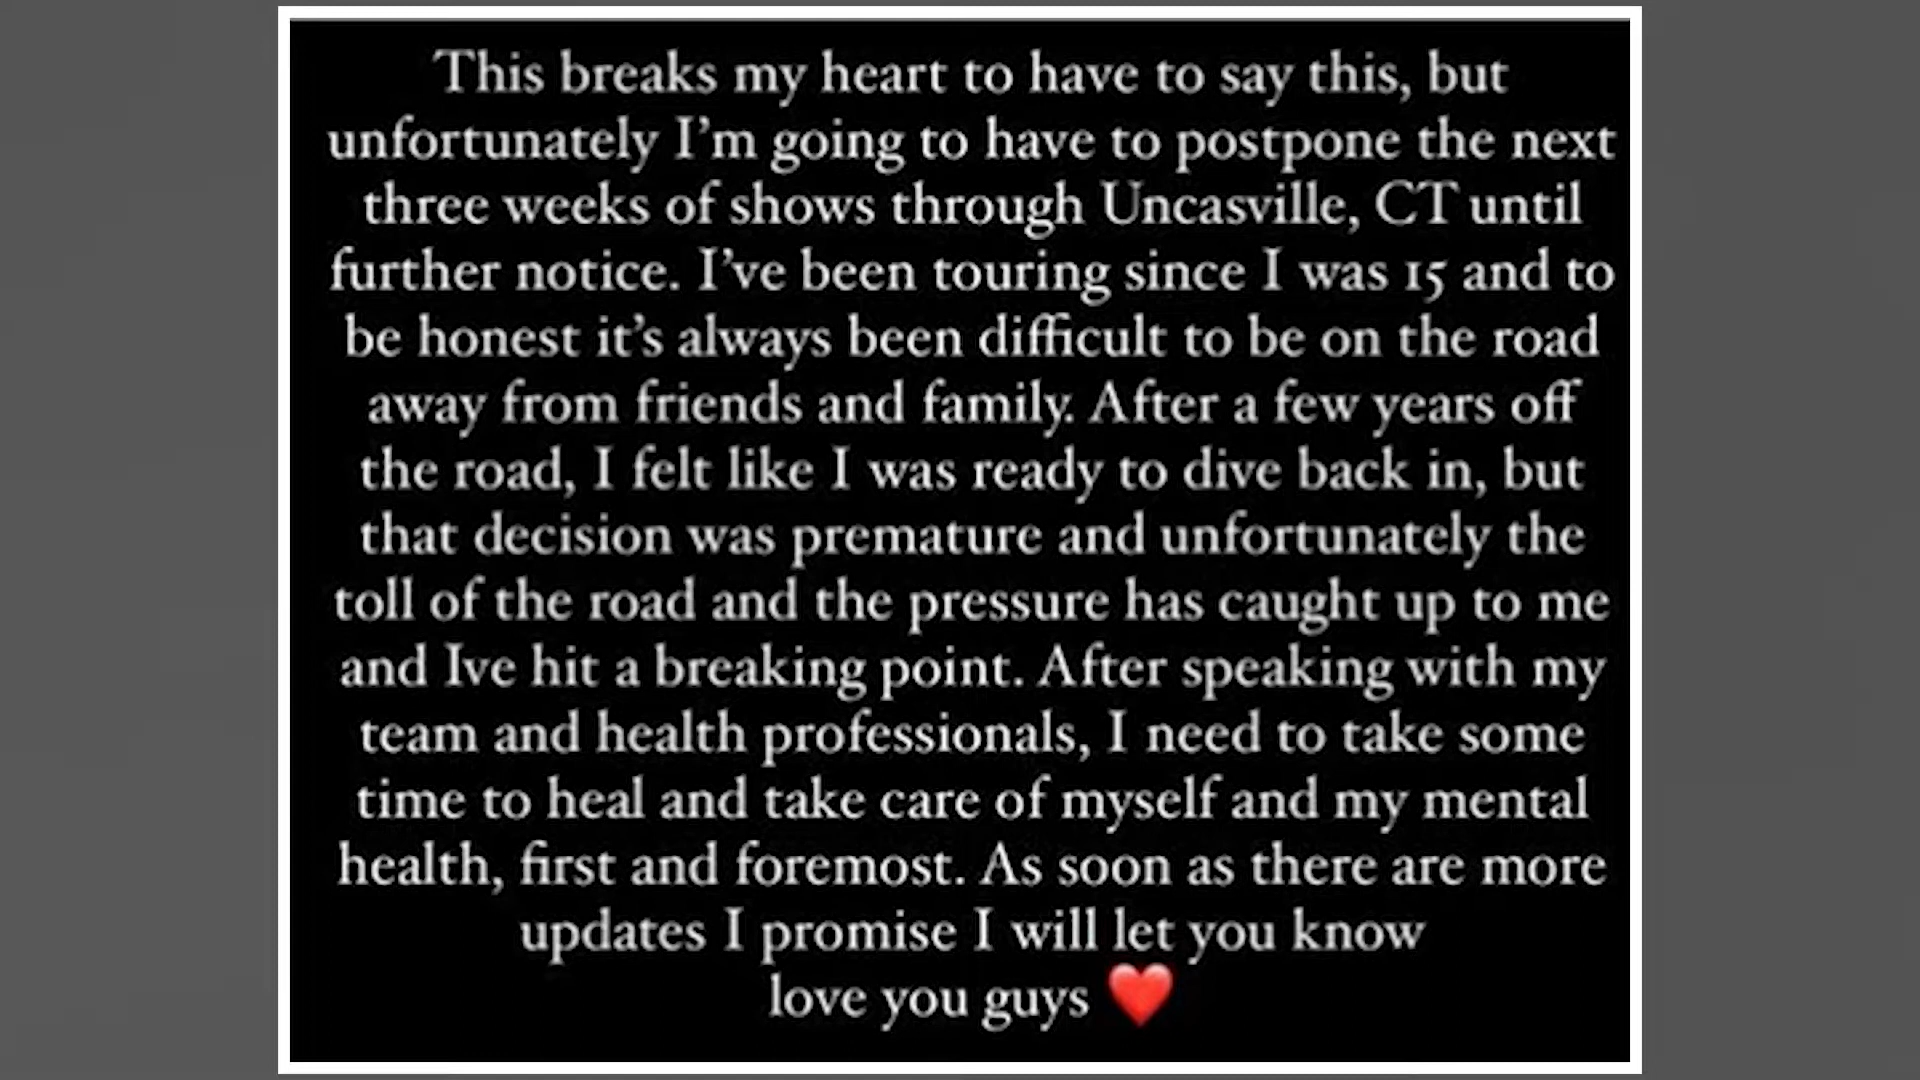 This breaks my heart to have to say this, but
unfortunately I’m going to have to postpone the next
three weeks of shows through Uncasville, CT until
further notice. I’ve been touring since I was 15 and to
be honest it’s always been difficult to be on the road
away from friends and family. After a few years off
the road, I felt like I was ready to dive back in, but
that decision was premature and unfortunately the
toll of the road and the pressure has caught up to me
and Ive hit a breaking point. After speaking with my
team and health professionals, I need to take some
time to heal and take care of myself and my mental
health, first and foremost. As soon as there are more
updates I promise I will let you know
love you guys ❤️